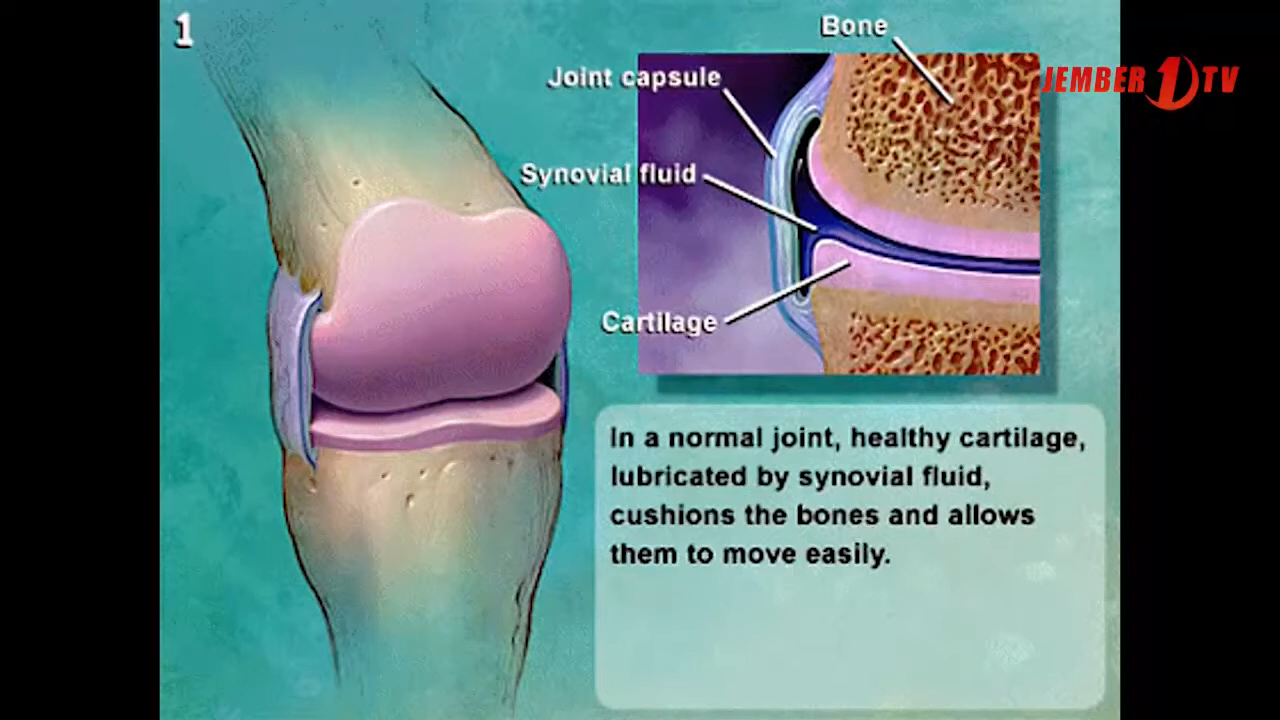 1
Bone
Joint capsule
JEMBER 1 TV
Synovial fluid
Cartilage
In a normal joint, healthy cartilage,
lubricated by synovial fluid,
cushions the bones and allows
them to move easily.